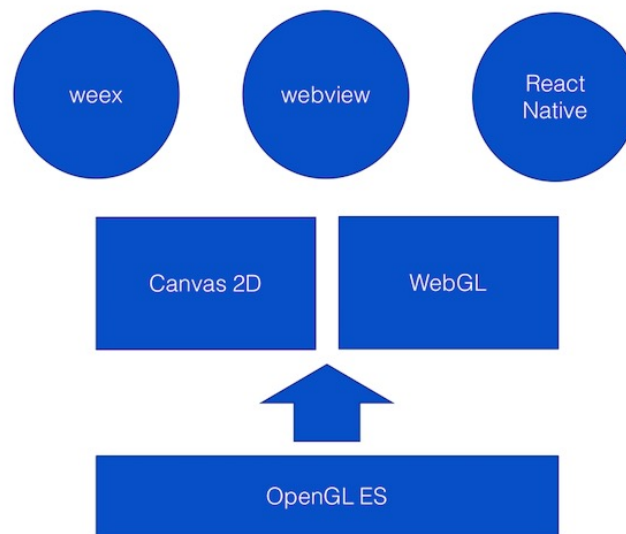 weex
webview
React
Native
Canvas 2D
WebGL
OpenGL ES